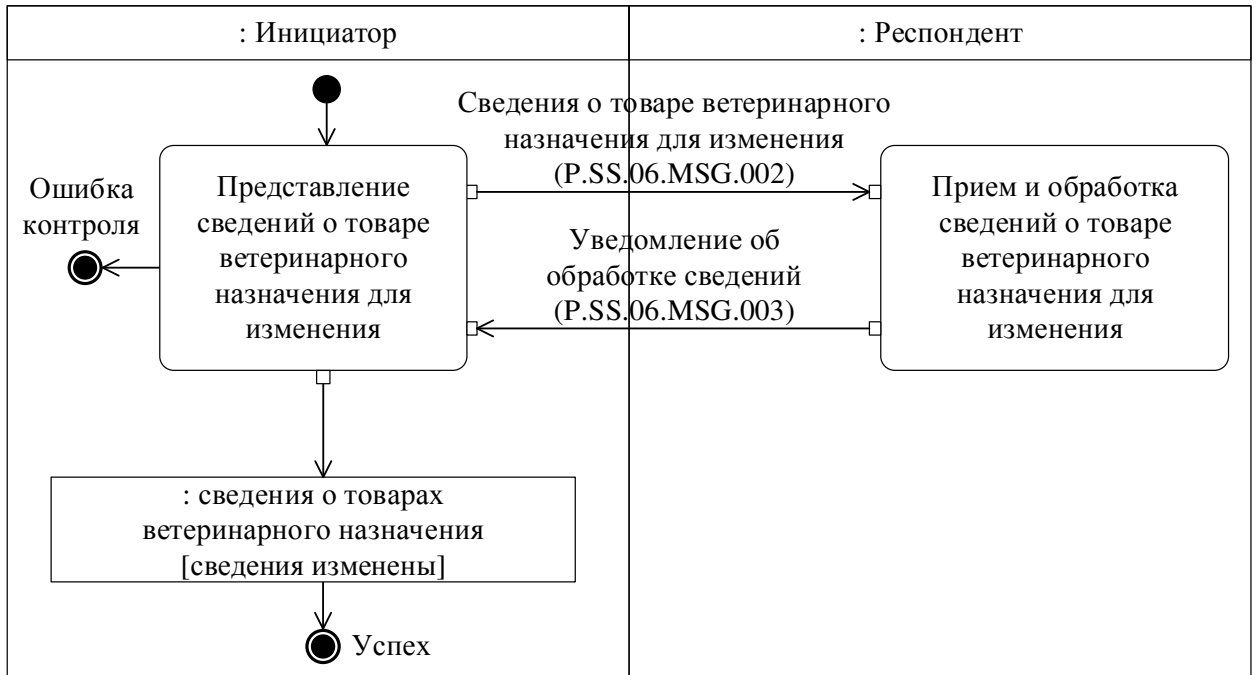 : Инициатор
: Респондент
Сведения о товаре ветеринарного
назначения для изменения
(P.SS.06.MSG.002)
Ошибка
контроля
Представление
сведений о товаре
ветеринарного
назначения для
изменения
Уведомление об
обработке сведений
(P.SS.06.MSG.003)
Прием и обработка
сведений о товаре
ветеринарного
назначения для
изменения
: сведения о товарах
ветеринарного назначения
[сведения изменены]
Успех